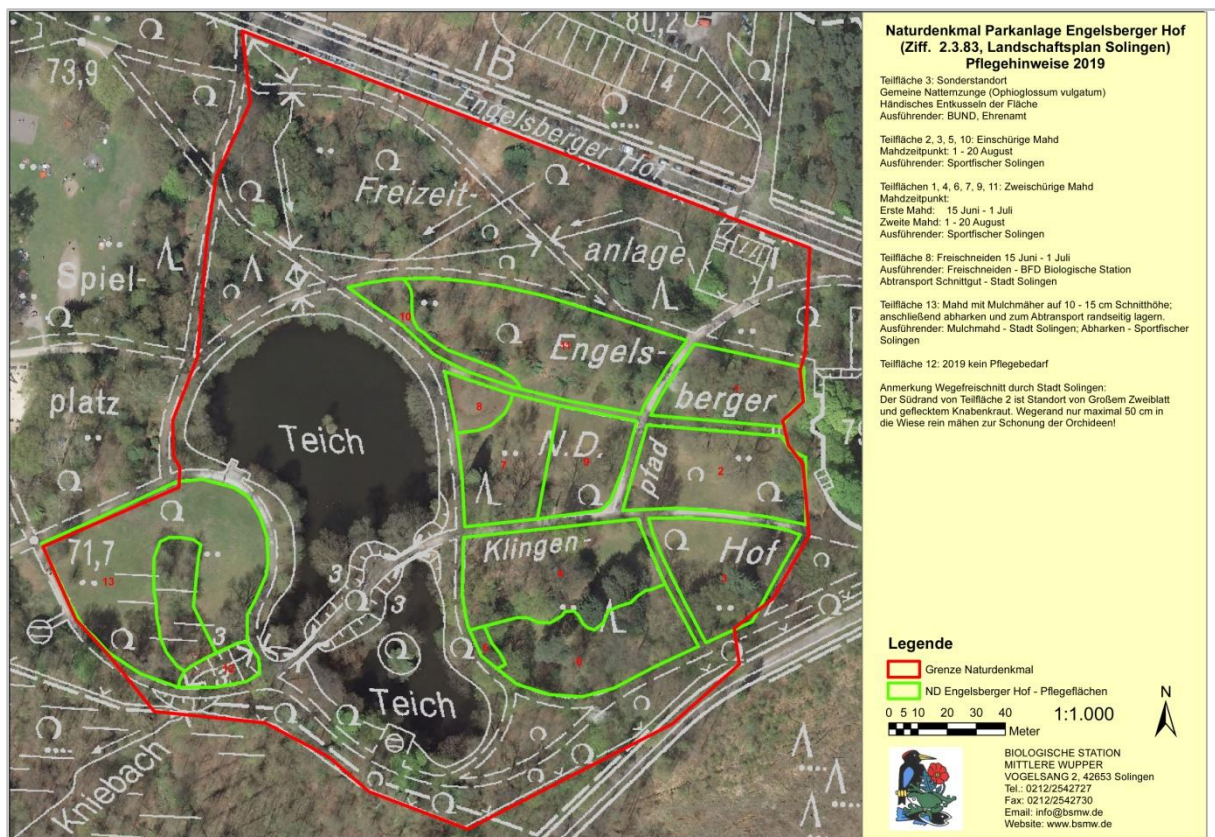 80,2
73,9
IB
4
Engelsberger Hof
Freizeit-
anlage
Spiel-
platz
10
Engels-
berger
8
N.D.
7
9
2
pfad
Teich
Klingen-
Hof
71,7
13
3
3
3
Teich
Kniebach
Naturdenkmal Parkanlage Engelsberger Hof
(Ziff. 2.3.83, Landschaftsplan Solingen)
Pflegehinweise 2019
Teilfläche 3: Sonderstandort
Gemeine Natternzunge (Ophioglossum vulgatum)
Händisches Entkusseln der Fläche
Ausführender: BUND, Ehrenamt
Teilfläche 2, 3, 5, 10: Einschürige Mahd
Mahdzeitpunkt: 1 - 20 August
Ausführender: Sportfischer Solingen
Teilflächen 1, 4, 6, 7, 9, 11: Zweischürige Mahd
Mahdzeitpunkt:
Erste Mahd: 15 Juni - 1 Juli
Zweite Mahd: 1 - 20 August
Ausführender: Sportfischer Solingen
Teilfläche 8: Freischneiden 15 Juni - 1 Juli
Ausführender: Freischneiden - BFD Biologische Station
Abtransport Schnittgut - Stadt Solingen
Teilfläche 13: Mahd mit Mulchmäher auf 10 - 15 cm Schnitthöhe;
anschließend abharken und zum Abtransport randseitig lagern.
Ausführender: Mulchmahd - Stadt Solingen; Abharken - Sportfischer
Solingen
Teilfläche 12: 2019 kein Pflegebedarf
Anmerkung Wegefreischnitt durch Stadt Solingen:
Der Südrand von Teilfläche 2 ist Standort von Großem Zweiblatt
und geflecktem Knabenkraut. Wegerand nur maximal 50 cm in
die Wiese rein mähen zur Schonung der Orchideen!
Legende
Grenze Naturdenkmal
ND Engelsberger Hof - Pflegeflächen
0 5 10 20 30 40
Meter
1:1.000
N
BIOLOGISCHE STATION
MITTLERE WUPPER
VOGELSANG 2, 42653 Solingen
Tel.: 0212/2542727
Fax: 0212/2542730
Email: info@bsmw.de
Website: www.bsmw.de